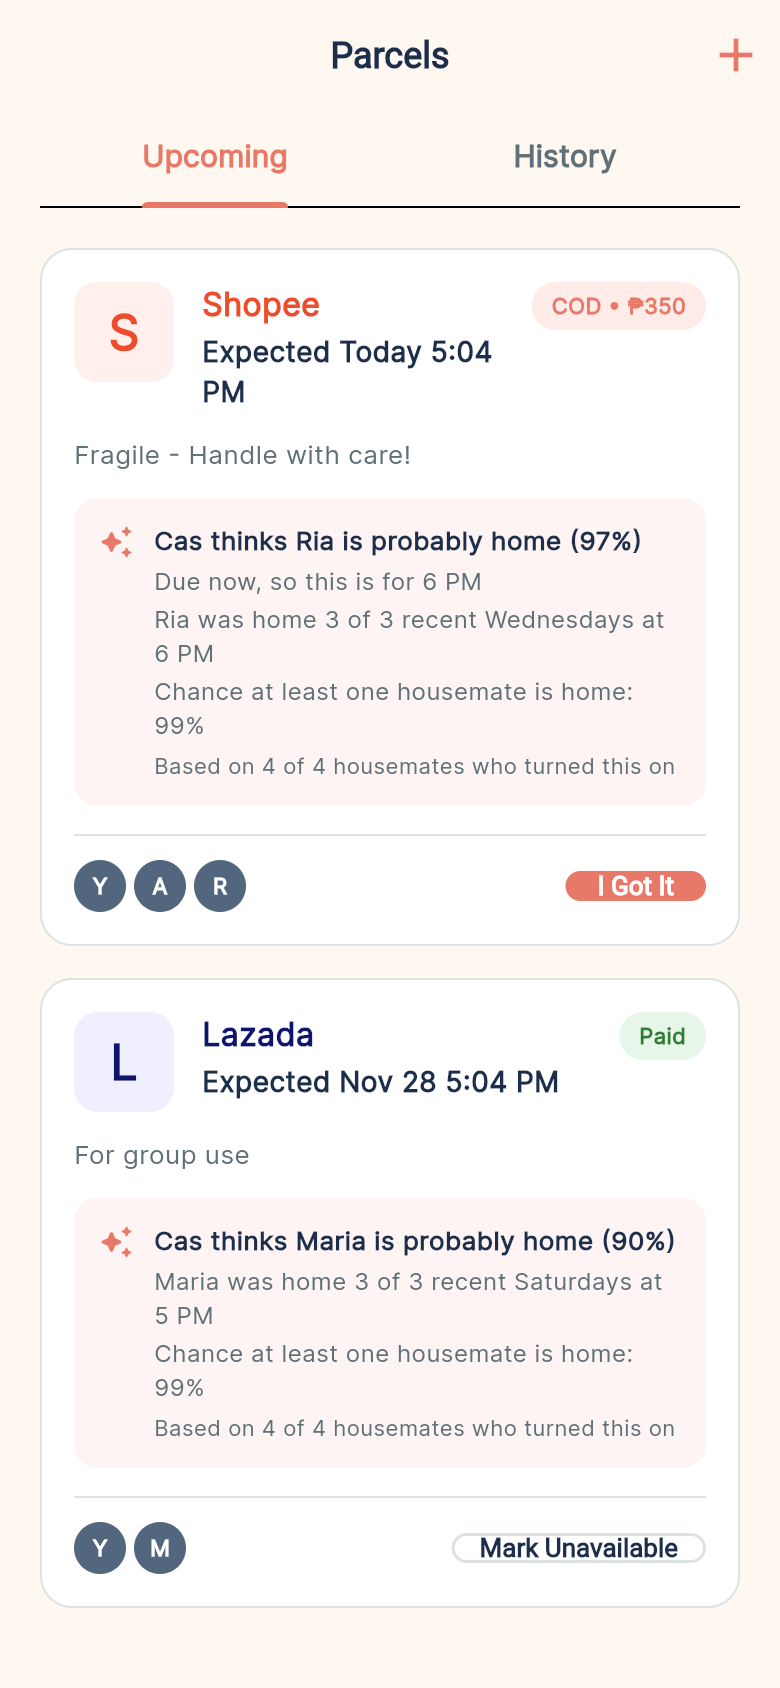 Parcels
Upcoming
History
S
Shopee
COD • ₱350
Expected Today 5:04
PM
Fragile - Handle with care!
Cas thinks Ria is probably home (97%)
Due now, so this is for 6 PM
Ria was home 3 of 3 recent Wednesdays at
6 PM
Chance at least one housemate is home:
99%
Based on 4 of 4 housemates who turned this on
Y
A
R
I Got It
L
Lazada
Paid
Expected Nov 28 5:04 PM
For group use
Cas thinks Maria is probably home (90%)
Maria was home 3 of 3 recent Saturdays at
5 PM
Chance at least one housemate is home:
99%
Based on 4 of 4 housemates who turned this on
Y
M
Mark Unavailable